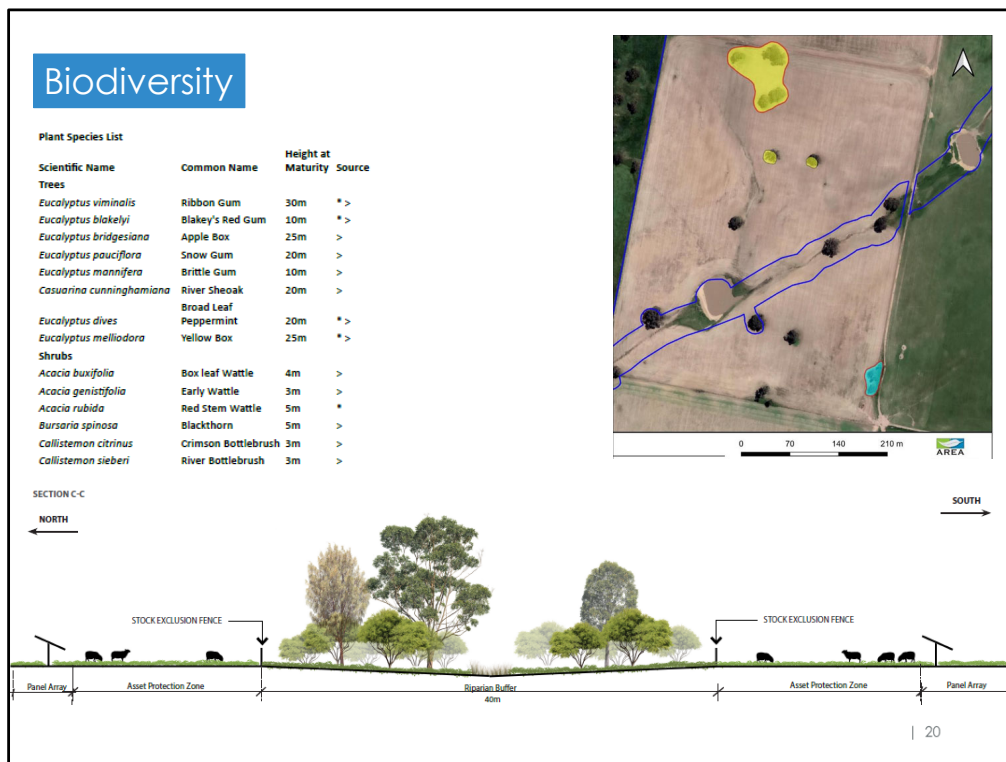 Biodiversity
Plant Species List
Scientific Name Common Name Height at Maturity Source
Trees
Eucalyptus viminalis Ribbon Gum 30m * >
Eucalyptus blakelyi Blakey's Red Gum 10m * >
Eucalyptus bridgesiana Apple Box 25m >
Eucalyptus pauciflora Snow Gum 20m >
Eucalyptus mannifera Brittle Gum 10m >
Casuarina cunninghamiana River Sheoak 20m >
Eucalyptus dives Broad Leaf Peppermint 20m * >
Eucalyptus melliodora Yellow Box 25m * >
Shrubs
Acacia buxifolia Box leaf Wattle 4m >
Acacia genistifolia Early Wattle 3m >
Acacia rubida Red Stem Wattle 5m *
Bursaria spinosa Blackthorn 5m >
Callistemon citrinus Crimson Bottlebrush 3m >
Callistemon sieberi River Bottlebrush 3m >
0 70 140 210 m
AREA
SECTION C-C
NORTH
SOUTH
STOCK EXCLUSION FENCE
STOCK EXCLUSION FENCE
Panel Array
Asset Protection Zone
Riparian Buffer
40m
Asset Protection Zone
Panel Array
| 20